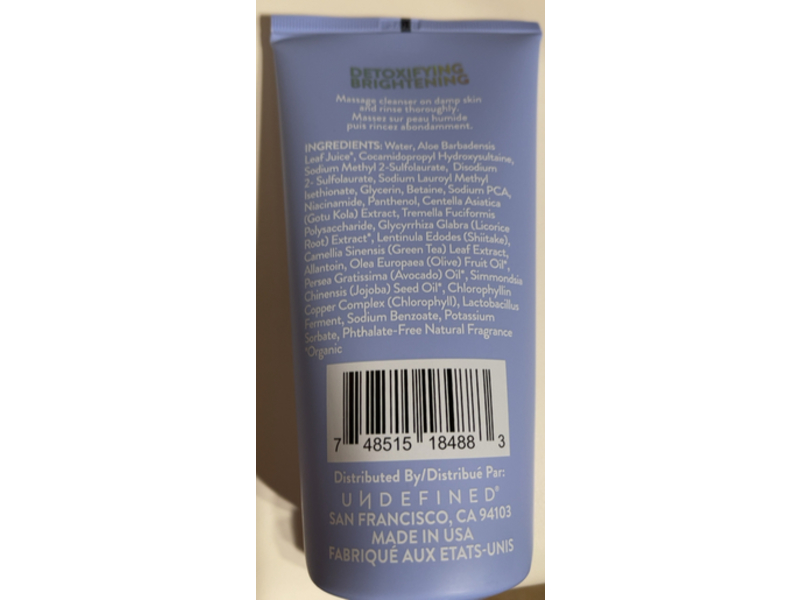 DETOXIFYING
BRIGHTENING
Massage cleanser on damp skin
and rinse thoroughly.
Massez sur peau humide
puis rincez abondamment.
INGREDIENTS: Water, Aloe Barbadensis
Leaf Juice*, Cocamidopropyl Hydroxysultaine,
Sodium Methyl 2-Sulfolaurate, Disodium
2- Sulfolaurate, Sodium Lauroyl Methyl
Isethionate, Glycerin, Betaine, Sodium PCA,
Niacinamide, Panthenol, Centella Asiatica
(Gotu Kola) Extract, Tremella Fuciformis
Polysaccharide, Glycyrrhiza Glabra (Licorice
Root) Extract*, Lentinula Edodes (Shiitake),
Camellia Sinensis (Green Tea) Leaf Extract,
Allantoin, Olea Europaea (Olive) Fruit Oil*,
Persea Gratissima (Avocado) Oil*, Simmondsia
Chinensis (Jojoba) Seed Oil*, Chlorophyllin
Copper Complex (Chlorophyll), Lactobacillus
Ferment, Sodium Benzoate, Potassium
Sorbate, Phthalate-Free Natural Fragrance
*Organic
7 48515 18488 3
Distributed By/Distribué Par:
UNDEFINED®
SAN FRANCISCO, CA 94103
MADE IN USA
FABRIQUÉ AUX ETATS-UNIS